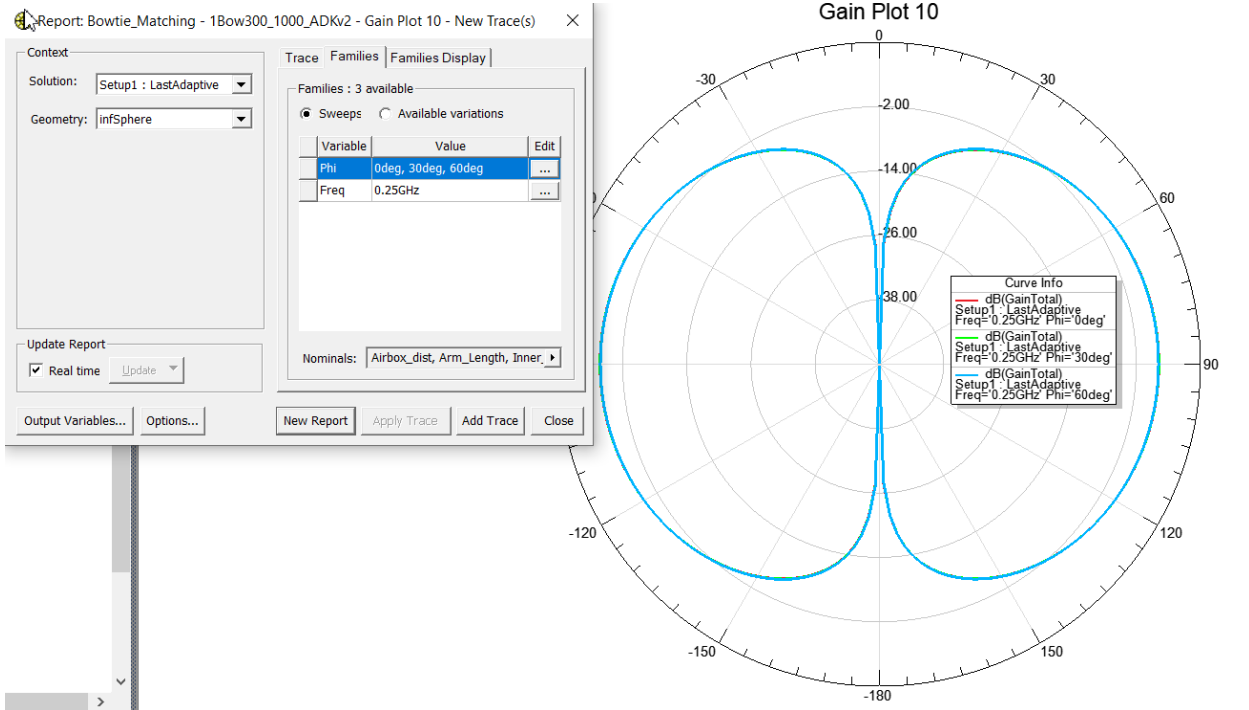 Report: Bowtie_Matching - 1Bow300_1000_ADKv2 - Gain Plot 10 - New Trace(s)
Context
Solution:
Setup1 : LastAdaptive
Geometry:
infSphere
Update Report
Real time
Update
Output Variables...
Options...
Trace
Families
Families Display
Families : 3 available
Sweeps
Available variations
Variable
Value
Edit
Phi
0deg, 30deg, 60deg
...
Freq
0.25GHz
...
Nominals:
Airbox_dist, Arm_Length, Inner_
New Report
Apply Trace
Add Trace
Close
Gain Plot 10
0
-30
30
-2.00
-14.00
60
-26.00
-38.00
90
Curve Info
dB(GainTotal)
Setup1 : LastAdaptive
Freq='0.25GHz' Phi='0deg'
dB(GainTotal)
Setup1 : LastAdaptive
Freq='0.25GHz' Phi='30deg'
dB(GainTotal)
Setup1 : LastAdaptive
Freq='0.25GHz' Phi='60deg'
-120
120
-150
150
-180